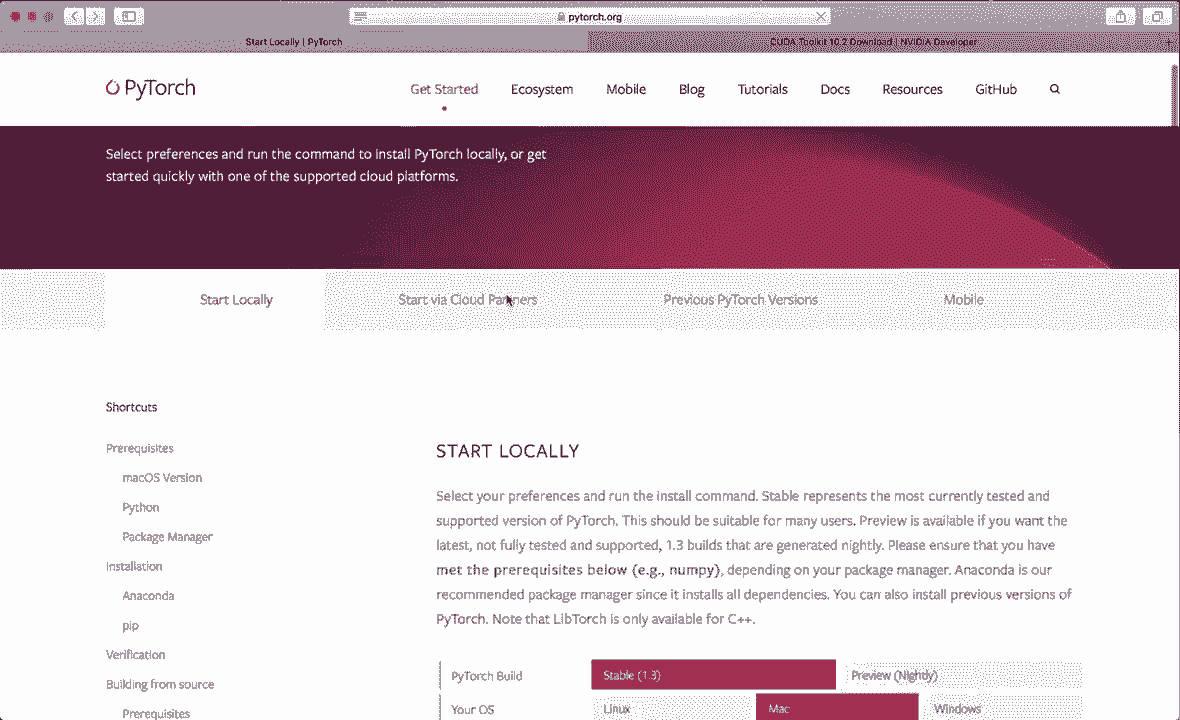 pytorch.org
Start Locally | PyTorch
CUDA Toolkit 10.2 Download | NVIDIA Developer
PyTorch
Get Started
Ecosystem
Mobile
Blog
Tutorials
Docs
Resources
GitHub
Select preferences and run the command to install PyTorch locally, or get
started quickly with one of the supported cloud platforms.
Start Locally
Start via Cloud Partners
Previous PyTorch Versions
Mobile
Shortcuts
Prerequisites
macOS Version
Python
Package Manager
Installation
Anaconda
pip
Verification
Building from source
Prerequisites
START LOCALLY
Select your preferences and run the install command. Stable represents the most currently tested and
supported version of PyTorch. This should be suitable for many users. Preview is available if you want the
latest, not fully tested and supported, 1.3 builds that are generated nightly. Please ensure that you have
met the prerequisites below (e.g., numpy), depending on your package manager. Anaconda is our
recommended package manager since it installs all dependencies. You can also install previous versions of
PyTorch. Note that LibTorch is only available for C++.
PyTorch Build
Stable (1.3)
Preview (Nightly)
Your OS
Linux
Mac
Windows